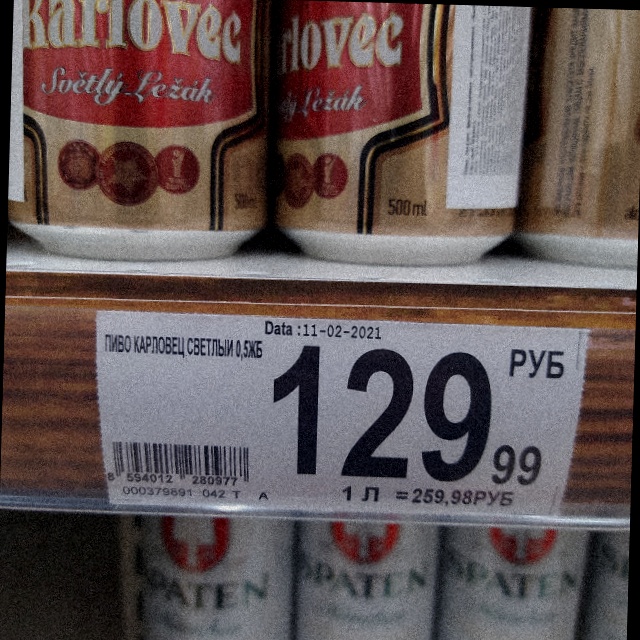 karlovec
Světlý Ležák
rlovec
ý Ležák
500 ml
Data :11-02-2021
ПИВО КАРЛОВЕЦ СВЕТЛЫЙ 0,5ЖБ
129 99
РУБ
8 594012 280977
000379691 042 Т А
1 Л =259,98РУБ
SPATEN
SPATEN
SPATEN